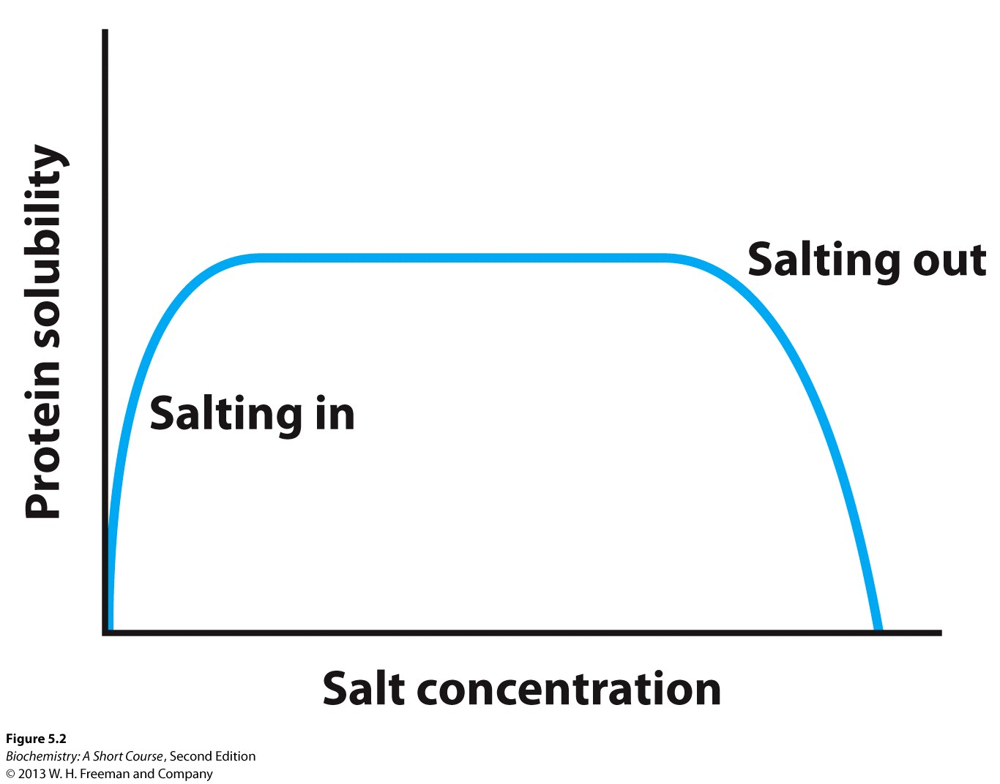 Protein solubility
Salting out
Salting in
Salt concentration
Figure 5.2
Biochemistry: A Short Course, Second Edition
© 2013 W. H. Freeman and Company